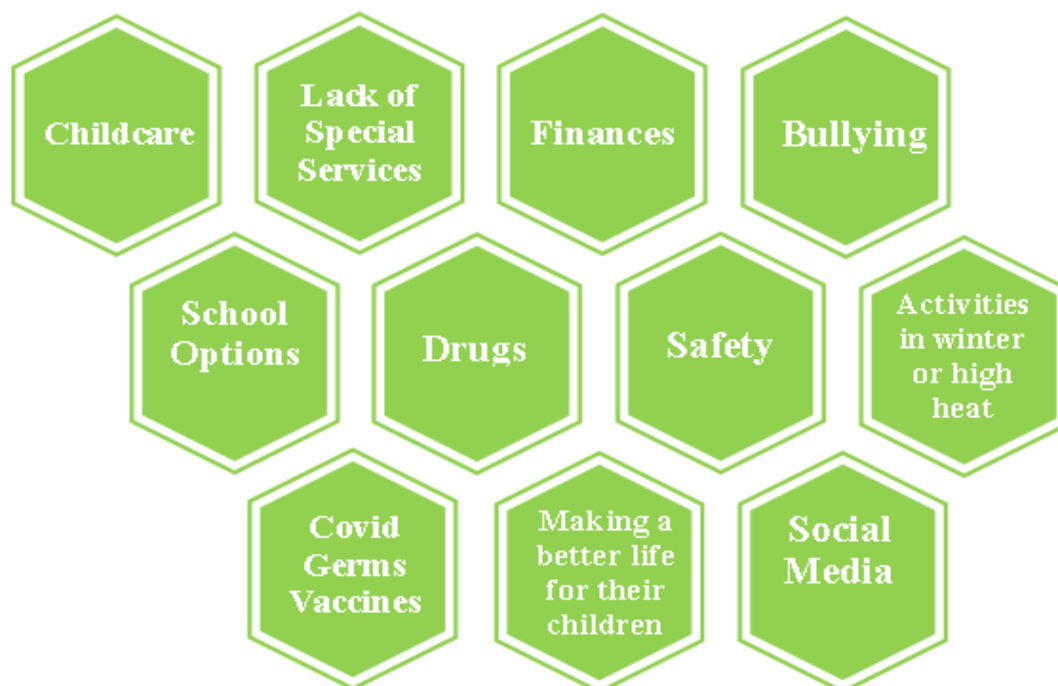 Childcare
Lack of
Special
Services
Finances
Bullying
School
Options
Drugs
Safety
Activities
in winter
or high
heat
Covid
Germs
Vaccines
Making a
better life
for their
children
Social
Media